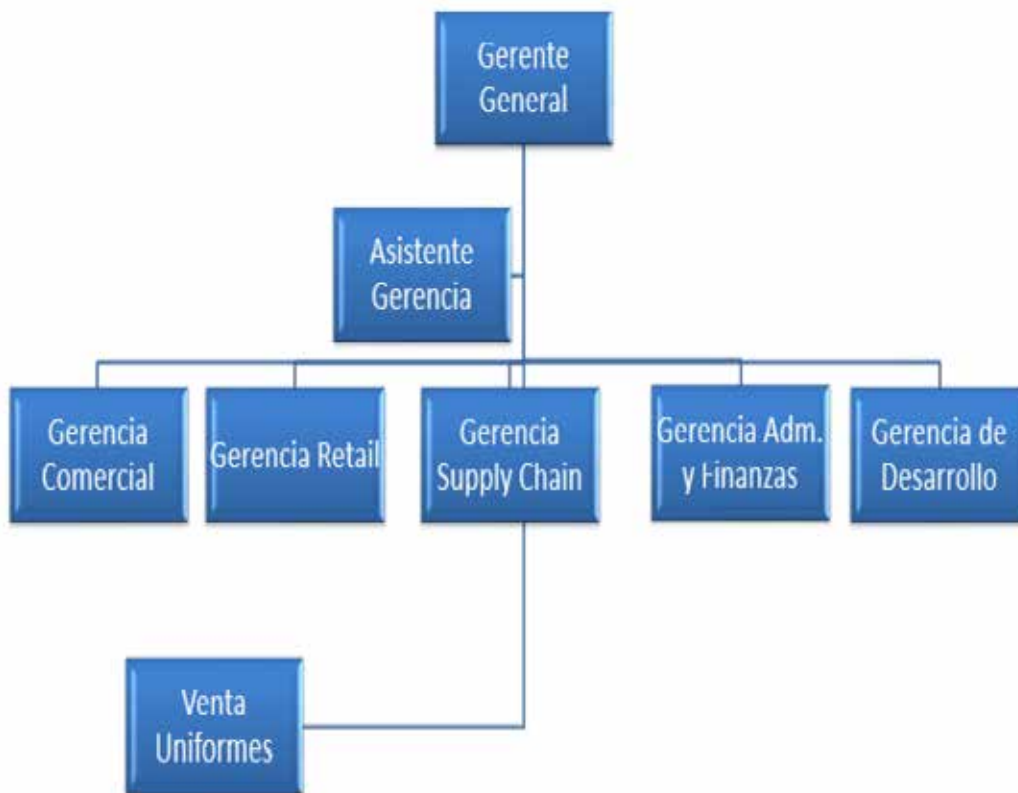 Gerente
General
Asistente
Gerencia
Gerencia
Comercial
Gerencia Retail
Gerencia
Supply Chain
Gerencia Adm.
y Finanzas
Gerencia de
Desarrollo
Venta
Uniformes